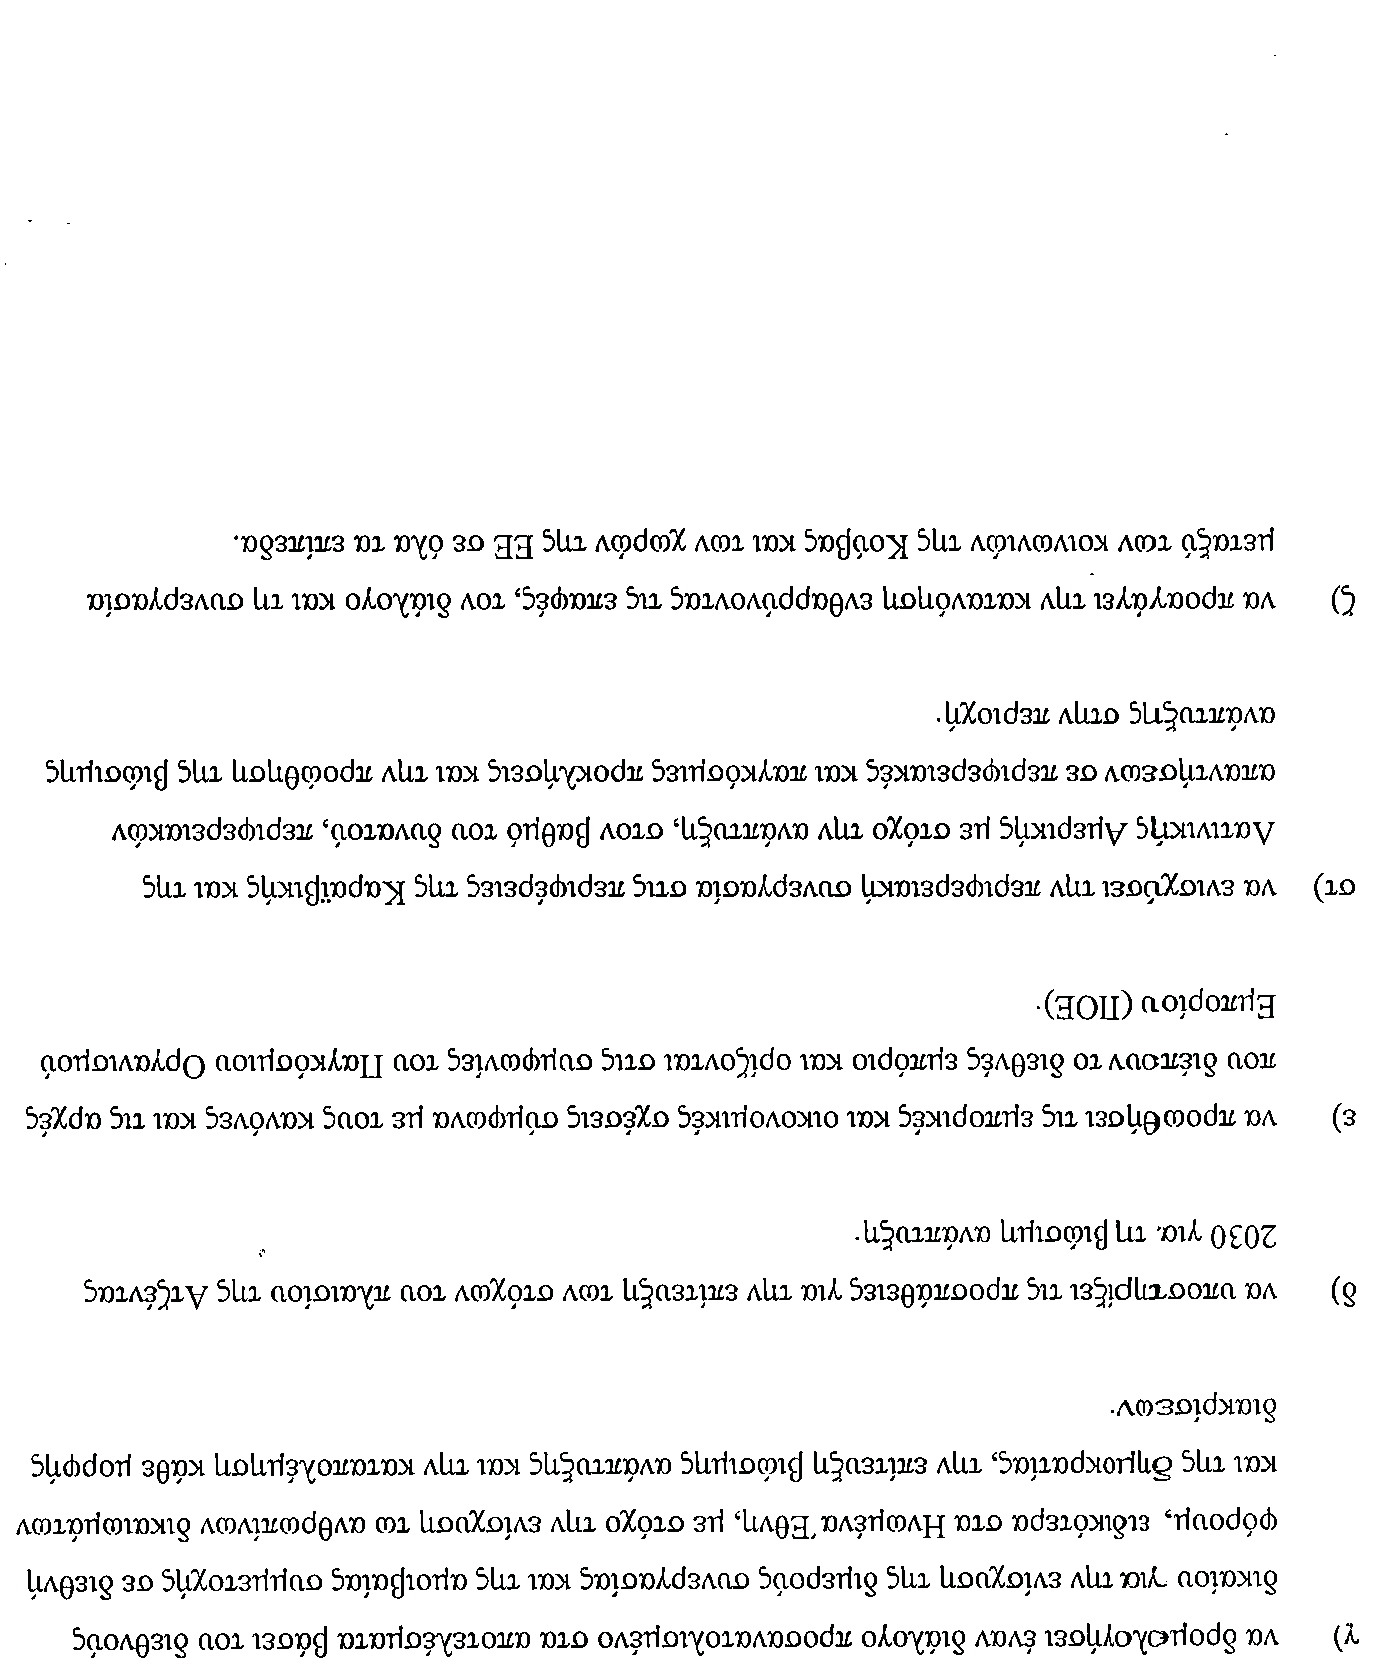 γ) να δρομολογήσει έναν διάλογο προσανατολισμένο στα αποτελέσματα βάσει του διεθνούς
δικαίου για την ενίσχυση της διμερούς συνεργασίας και της αμοιβαίας συμμετοχής σε διεθνή
φόρουμ, ειδικότερα στα Ηνωμένα Έθνη, με στόχο την ενίσχυση τω ανθρωπίνων δικαιωμάτων
και της δημοκρατίας, την επίτευξη βιώσιμης ανάπτυξης και την καταπολέμηση κάθε μορφής
διακρίσεων·
δ) να υποστηρίξει τις προσπάθειες για την επίτευξη των στόχων του πλαισίου της Ατζέντας
2030 για τη βιώσιμη ανάπτυξη·
ε) να προωθήσει τις εμπορικές και οικονομικές σχέσεις σύμφωνα με τους κανόνες και τις αρχές
που διέπουν το διεθνές εμπόριο και ορίζονται στις συμφωνίες του Παγκόσμιου Οργανισμού
Εμπορίου (ΠΟΕ)·
στ) να ενισχύσει την περιφερειακή συνεργασία στις περιφέρειες της Καραϊβικής και της
Λατινικής Αμερικής με στόχο την ανάπτυξη, στον βαθμό του δυνατού, περιφερειακών
απαντήσεων σε περιφερειακές και παγκόσμιες προκλήσεις και την προώθηση της βιώσιμης
ανάπτυξης στην περιοχή·
ζ) να προαγάγει την κατανόηση ενθαρρύνοντας τις επαφές, τον διάλογο και τη συνεργασία
μεταξύ των κοινωνιών της Κούβας και των χωρών της ΕΕ σε όλα τα επίπεδα.